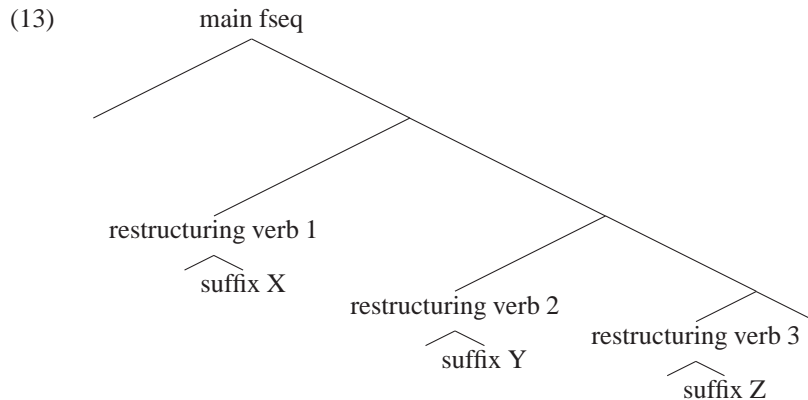 (13) main fseq
restructuring verb 1
suffix X
restructuring verb 2
suffix Y
restructuring verb 3
suffix Z